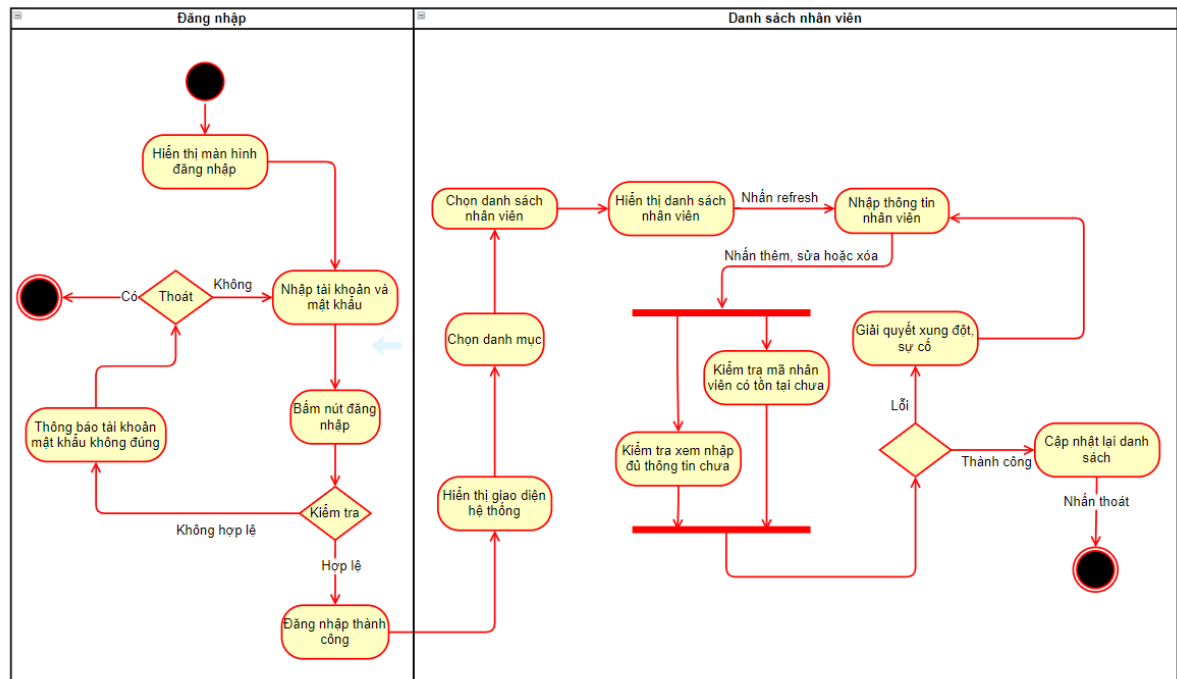 Đăng nhập
Danh sách nhân viên
Hiển thị màn hình
đăng nhập
Có
Thoát
Không
Nhập tài khoản và
mật khẩu
Bấm nút đăng
nhập
Thông báo tài khoản
mật khẩu không đúng
Kiểm tra
Không hợp lệ
Hợp lệ
Đăng nhập thành
công
Hiển thị giao diện
hệ thống
Chọn danh mục
Chọn danh sách
nhân viên
Hiển thị danh sách
nhân viên
Nhấn refresh
Nhập thông tin
nhân viên
Nhấn thêm, sửa hoặc xóa
Kiểm tra mã nhân
viên có tồn tại chưa
Kiểm tra xem nhập
đủ thông tin chưa
Giải quyết xung đột,
sự cố
Lỗi
Thành công
Cập nhật lại danh
sách
Nhấn thoát